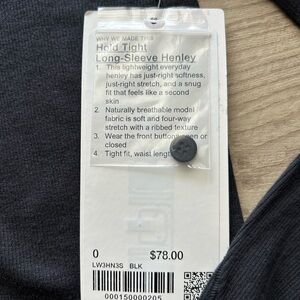 WHY WE MADE THIS
Hold Tight
Long-Sleeve Henley
1. This tightweight everyday
henley has just-right softness,
just-right stretch, and a snug
fit that feels like a second
skin
2. Naturally breathable modal
fabric is soft and four-way
stretch with a ribbed texture
3. Wear the front buttons open or
closed
4. Tight fit, waist length
0 $78.00
LW3HN3S BLK
000150000205